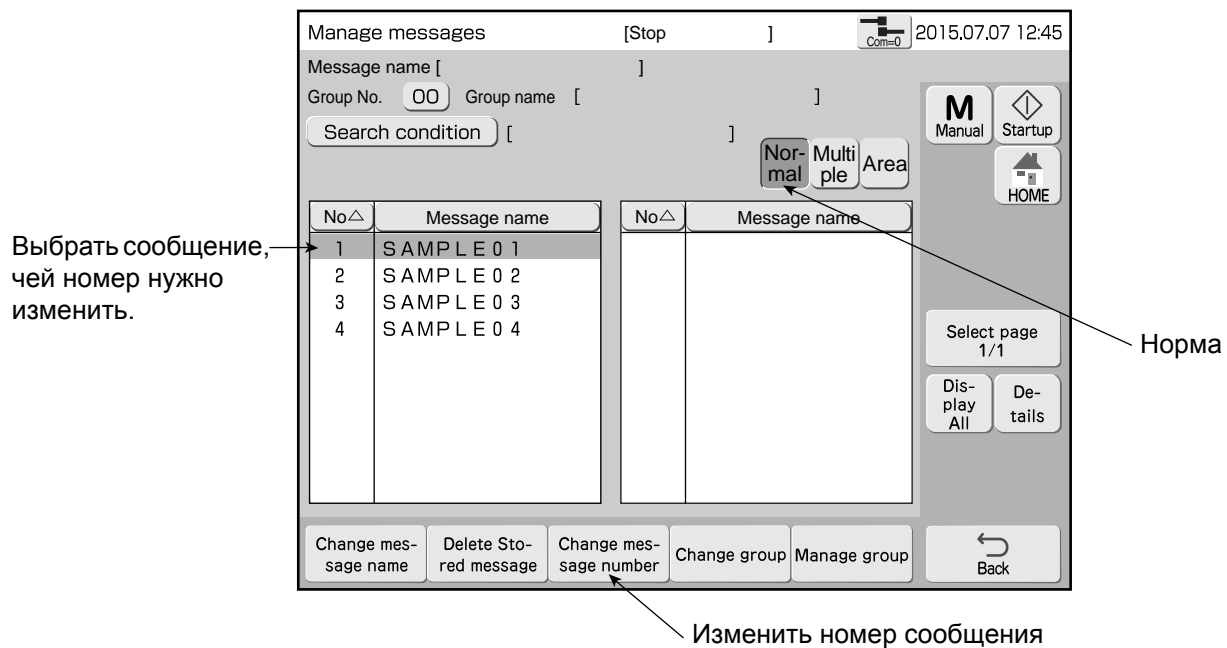 Manage messages [Stop ] Com=0 2015.07.07 12:45
Message name [ ]
Group No. 00 Group name [ ]
Search condition [ ]
M
Manual
Startup
HOME
Nor-
mal
Multi
ple
Area
No△ Message name
No△ Message name
1 SAMPLE01
2 SAMPLE02
3 SAMPLE03
4 SAMPLE04
Выбрать сообщение,
чей номер нужно
изменить.
Норма
Select page
1/1
Dis-
play
All
De-
tails
Change mes-
sage name
Delete Sto-
red message
Change mes-
sage number
Change group
Manage group
Back
Изменить номер сообщения